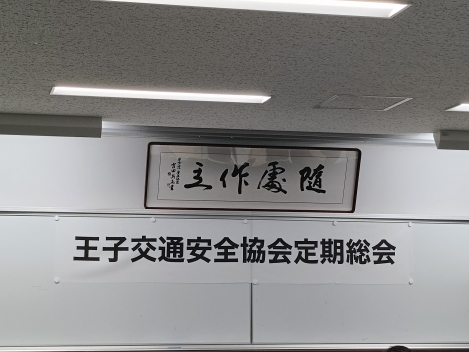 随處作主
王子交通安全協会定期総会